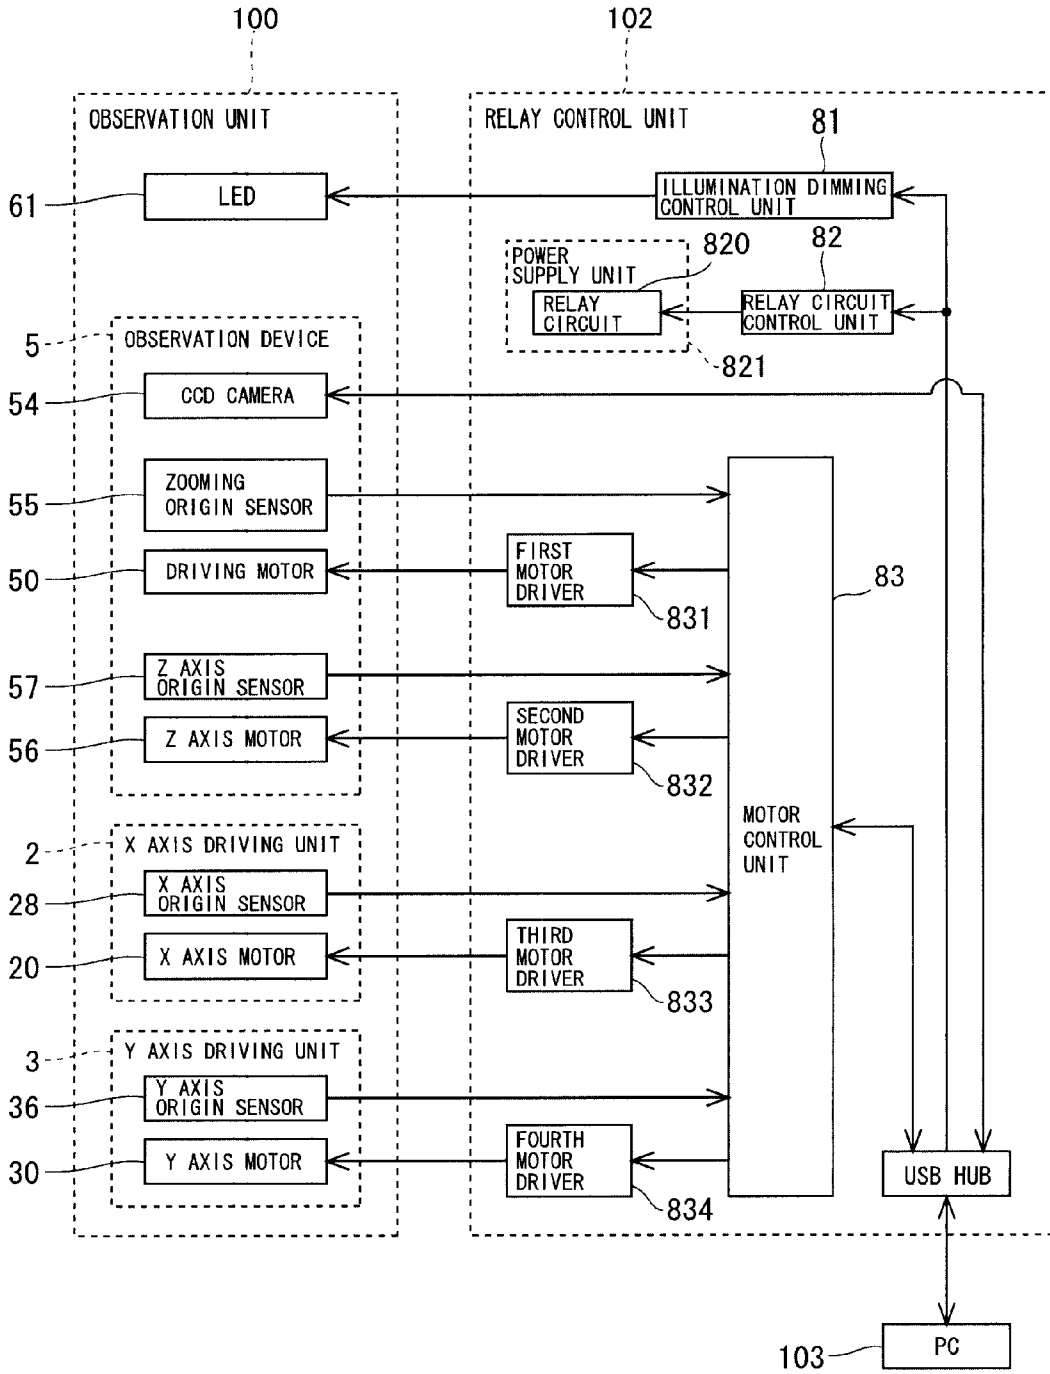 100
102
OBSERVATION UNIT
RELAY CONTROL UNIT
81
61
LED
ILLUMINATION DIMMING
CONTROL UNIT
820
82
POWER
SUPPLY UNIT
RELAY
CIRCUIT
RELAY CIRCUIT
CONTROL UNIT
821
5
OBSERVATION DEVICE
54
CCD CAMERA
55
ZOOMING
ORIGIN SENSOR
50
DRIVING MOTOR
FIRST
MOTOR
DRIVER
831
83
57
Z AXIS
ORIGIN SENSOR
56
Z AXIS MOTOR
SECOND
MOTOR
DRIVER
832
MOTOR
CONTROL
UNIT
2
X AXIS DRIVING UNIT
28
X AXIS
ORIGIN SENSOR
20
X AXIS MOTOR
THIRD
MOTOR
DRIVER
833
3
Y AXIS DRIVING UNIT
36
Y AXIS
ORIGIN SENSOR
30
Y AXIS MOTOR
FOURTH
MOTOR
DRIVER
834
USB HUB
103
PC